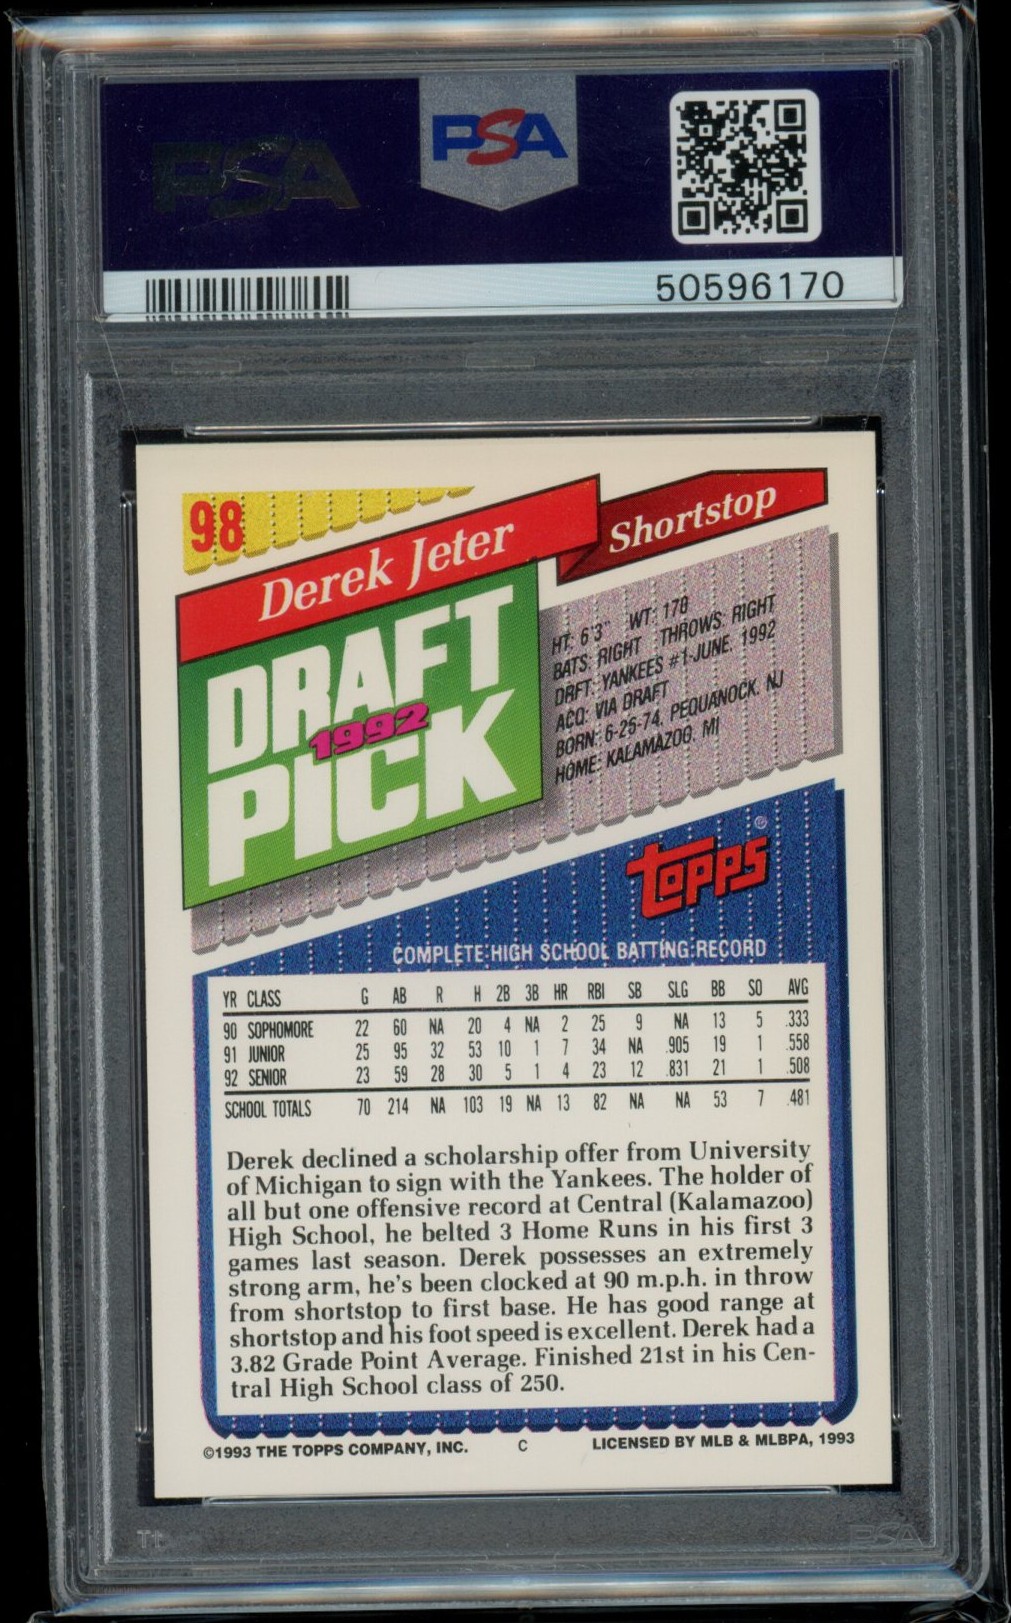 PSA
PSA
50596170
98
Derek Jeter
Shortstop
DRAFT
1992
PICK
HT: 6'3" WT: 170
BATS: RIGHT THROWS: RIGHT
DRFT: YANKEES #1-JUNE, 1992
ACQ: VIA DRAFT
BORN: 6-26-74, PEQUANOCK, NJ
HOME: KALAMAZOO, MI
topps®
COMPLETE HIGH SCHOOL BATTING RECORD
YR CLASS G AB R H 2B 3B HR RBI SB SLG BB SO AVG
90 SOPHOMORE 22 60 NA 20 4 NA 2 25 9 NA 13 5 .333
91 JUNIOR 25 95 32 53 10 1 7 34 NA .905 19 1 .558
92 SENIOR 23 59 28 30 5 1 4 23 12 .831 21 1 .508
SCHOOL TOTALS 70 214 NA 103 19 NA 13 82 NA NA 53 7 .481
Derek declined a scholarship offer from University
of Michigan to sign with the Yankees. The holder of
all but one offensive record at Central (Kalamazoo)
High School, he belted 3 Home Runs in his first 3
games last season. Derek possesses an extremely
strong arm, he's been clocked at 90 m.p.h. in throw
from shortstop to first base. He has good range at
shortstop and his foot speed is excellent. Derek had a
3.82 Grade Point Average. Finished 21st in his Cen-
tral High School class of 250.
©1993 THE TOPPS COMPANY, INC. C LICENSED BY MLB & MLBPA, 1993
PSA